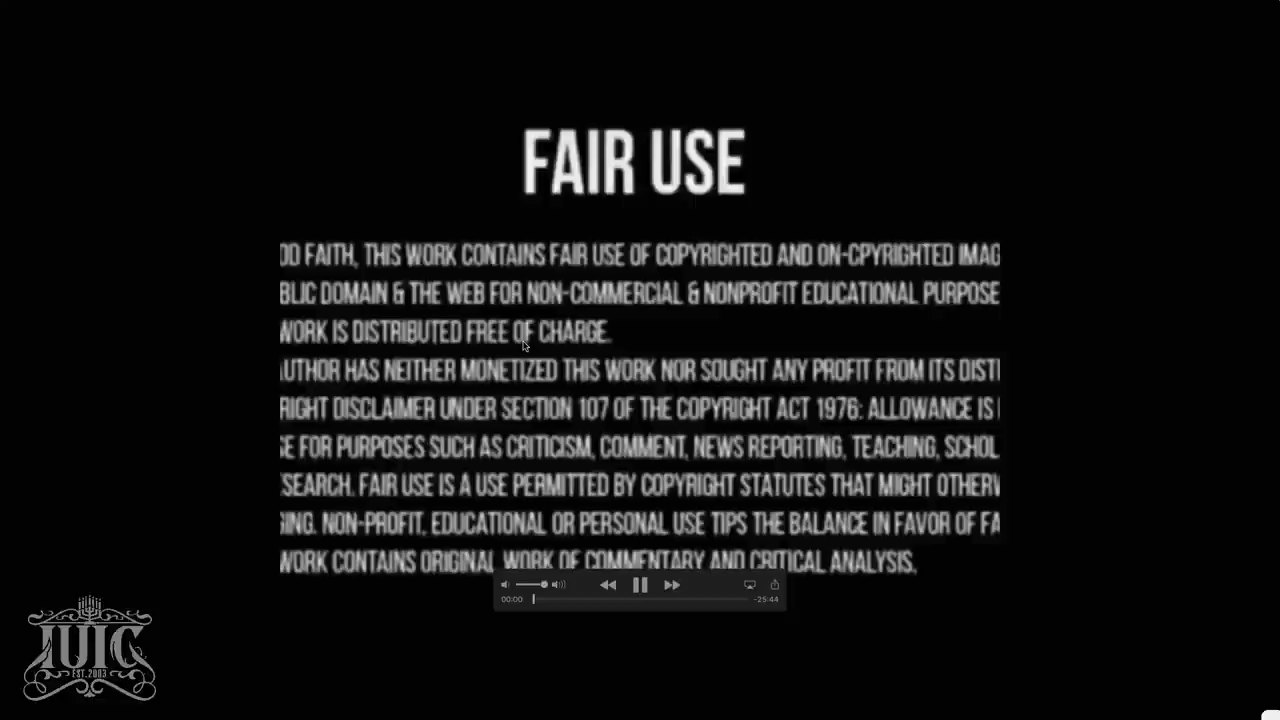 FAIR USE
OD FAITH, THIS WORK CONTAINS FAIR USE OF COPYRIGHTED AND ON-CPYRIGHTED IMAG
BLIC DOMAIN & THE WEB FOR NON-COMMERCIAL & NONPROFIT EDUCATIONAL PURPOSE
WORK IS DISTRIBUTED FREE OF CHARGE.
UTHOR HAS NEITHER MONETIZED THIS WORK NOR SOUGHT ANY PROFIT FROM ITS DISTI
RIGHT DISCLAIMER UNDER SECTION 107 OF THE COPYRIGHT ACT 1976: ALLOWANCE IS
SE FOR PURPOSES SUCH AS CRITICISM, COMMENT, NEWS REPORTING, TEACHING, SCHOL
SEARCH. FAIR USE IS A USE PERMITTED BY COPYRIGHT STATUTES THAT MIGHT OTHERW
GING. NON-PROFIT, EDUCATIONAL OR PERSONAL USE TIPS THE BALANCE IN FAVOR OF FA
WORK CONTAINS ORIGINAL WORK OF COMMENTARY AND CRITICAL ANALYSIS.
00:00 -25:44
IUIC
EST.2003